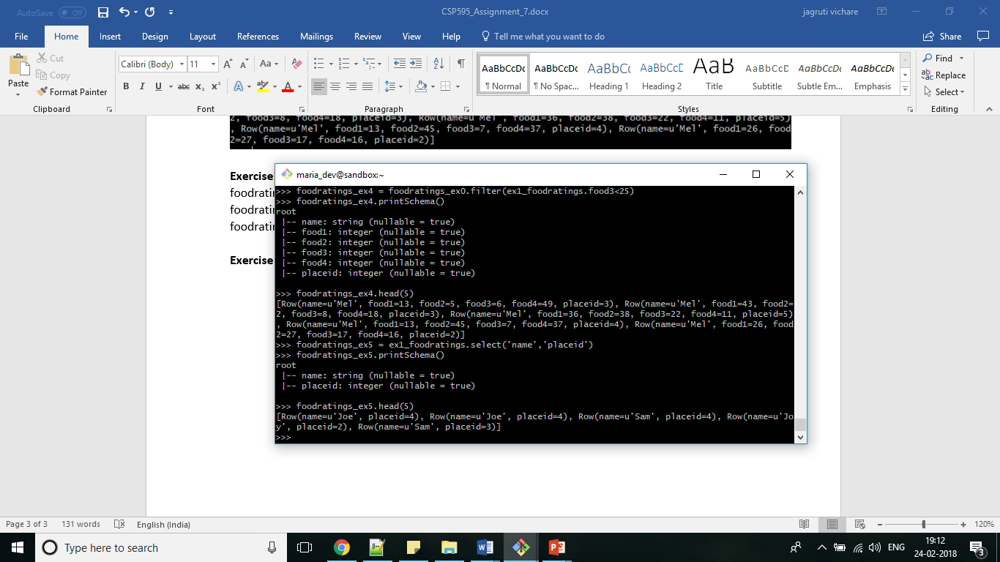 AutoSave Off
CSP595_Assignment_7.docx
jagruti vichare
File Home Insert Design Layout References Mailings Review View Help Tell me what you want to do Share
Paste
Cut
Copy
Format Painter
Clipboard
Calibri (Body) 11
Font
Paragraph
AaBbCcDc AaBbCcDc AaBbCc AaBbCcD AaB AaBbCcD AaBbCcDc AaBbCcDc
¶ Normal ¶ No Spac... Heading 1 Heading 2 Title Subtitle Subtle Em... Emphasis
Styles
Find
Replace
Select
Editing
2, food3=8, food4=18, placeid=3), Row(name=u'Mel', food1=36, food2=38, food3=22, food4=11, placeid=5)
, Row(name=u'Mel', food1=13, food2=45, food3=7, food4=37, placeid=4), Row(name=u'Mel', food1=26, food
2=27, food3=17, food4=16, placeid=2)]
Exercise
foodratin
foodratin
foodratin
Exercise
maria_dev@sandbox:~
>>> foodratings_ex4 = foodratings_ex0.filter(ex1_foodratings.food3<25)
>>> foodratings_ex4.printSchema()
root
|-- name: string (nullable = true)
|-- food1: integer (nullable = true)
|-- food2: integer (nullable = true)
|-- food3: integer (nullable = true)
|-- food4: integer (nullable = true)
|-- placeid: integer (nullable = true)
>>> foodratings_ex4.head(5)
[Row(name=u'Mel', food1=13, food2=5, food3=6, food4=49, placeid=3), Row(name=u'Mel', food1=43, food2=
2, food3=8, food4=18, placeid=3), Row(name=u'Mel', food1=36, food2=38, food3=22, food4=11, placeid=5)
, Row(name=u'Mel', food1=13, food2=45, food3=7, food4=37, placeid=4), Row(name=u'Mel', food1=26, food
2=27, food3=17, food4=16, placeid=2)]
>>> foodratings_ex5 = ex1_foodratings.select('name','placeid')
>>> foodratings_ex5.printSchema()
root
|-- name: string (nullable = true)
|-- placeid: integer (nullable = true)
>>> foodratings_ex5.head(5)
[Row(name=u'Joe', placeid=4), Row(name=u'Joe', placeid=4), Row(name=u'Sam', placeid=4), Row(name=u'Jo
y', placeid=2), Row(name=u'Sam', placeid=3)]
>>>
Page 3 of 3 131 words English (India) 120%
Type here to search
ENG
19:12
24-02-2018
3